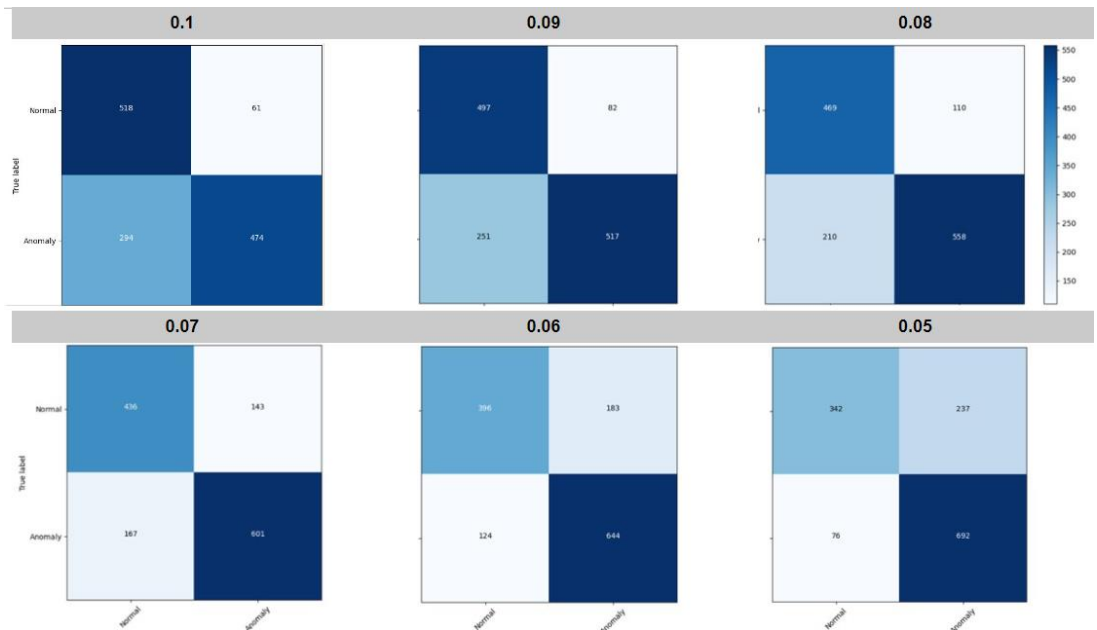 0.1 0.09 0.08
Normal 518 61 497 82 469 110
True label
Anomaly 294 474 251 517 210 558
550
500
450
400
350
300
250
200
150
0.07 0.06 0.05
Normal 436 143 396 183 342 237
True label
Anomaly 167 601 124 644 76 692
Normal Anomaly Normal Anomaly Normal Anomaly